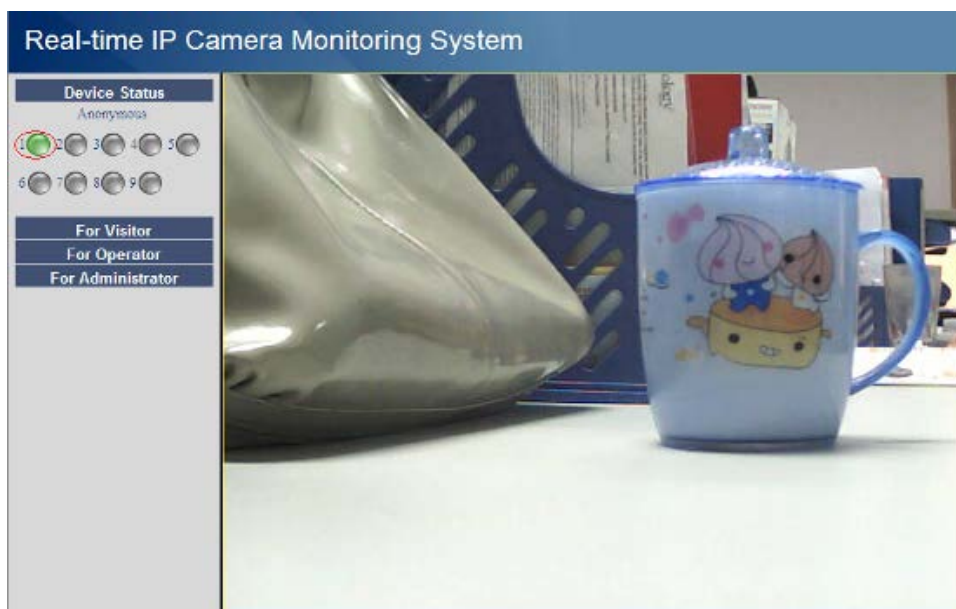 Real-time IP Camera Monitoring System
Device Status
Anonymous
1 2 3 4 5
6 7 8 9
For Visitor
For Operator
For Administrator
ology